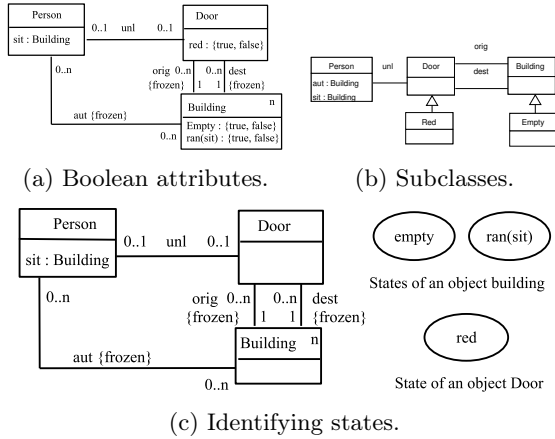 Person
sit : Building
0..1 unl 0..1
Door
red : {true, false}
0..n
orig 0..n 0..n dest
{frozen} 1 1 {frozen}
Building n
Empty : {true, false}
ran(sit) : {true, false}
aut {frozen}
0..n
(a) Boolean attributes.
Person
aut : Building
sit : Building
unl
Door
orig
dest
Building
Red
Empty
(b) Subclasses.
Person
sit : Building
0..1 unl 0..1
Door
0..n
orig 0..n 0..n dest
{frozen} 1 1 {frozen}
Building n
aut {frozen}
0..n
empty
ran(sit)
States of an object building
red
State of an object Door
(c) Identifying states.